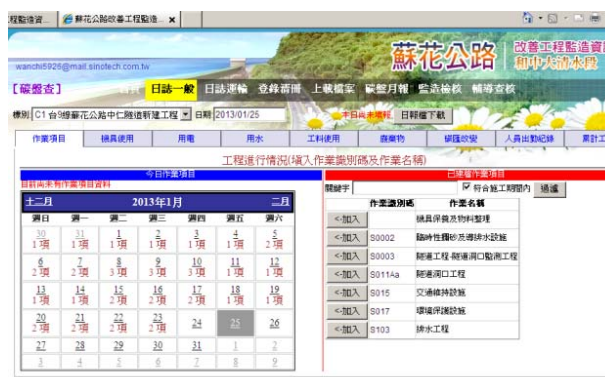 程監造資...
蘇花公路改善工程監造... x
wanchi5926@mail.sinotech.com.tw
蘇花公路
改善工程監造資訊
和中大清水段
【碳盤查】 首頁 日誌一般 日誌運輸 登錄審閱 上載檔案 碳盤月報 監造檢核 輔導查核
標別 C1 台9線蘇花公路中仁隧道新建工程 日期 2013/01/25 本日尚未填報 日報檔下載
作業項目 機具使用 用電 用水 工料使用 廢棄物 碳匯改變 人員出勤紀錄 累計工
工程進行情況(填入作業識別碼及作業名稱)
今日作業項目
目前尚未有作業項目資料
十二月 2013年1月 二月
週日 週一 週二 週三 週四 週五 週六
30 31 1 2 3 4 5
1 項 1 項 1 項 1 項 1 項 1 項 2 項
6 7 8 9 10 11 12
2 項 2 項 3 項 3 項 3 項 1 項 1 項
13 14 15 16 17 18 19
1 項 1 項 2 項 2 項 2 項 1 項 1 項
20 21 22 23 24 25 26
2 項 2 項 2 項 2 項
27 28 29 30 31 1 2
3 4 5 6 7 8 9
已建檔作業項目
關鍵字 符合施工期間內 過濾
作業識別碼 作業名稱
<-加入 機具保養及物料整理
<-加入 S0002 臨時性攔砂及導排水設施
<-加入 S0003 隧道工程-隧道洞口監測工程
<-加入 S011Aa 隧道洞口工程
<-加入 S015 交通維持設施
<-加入 S017 環境保護設施
<-加入 S103 排水工程